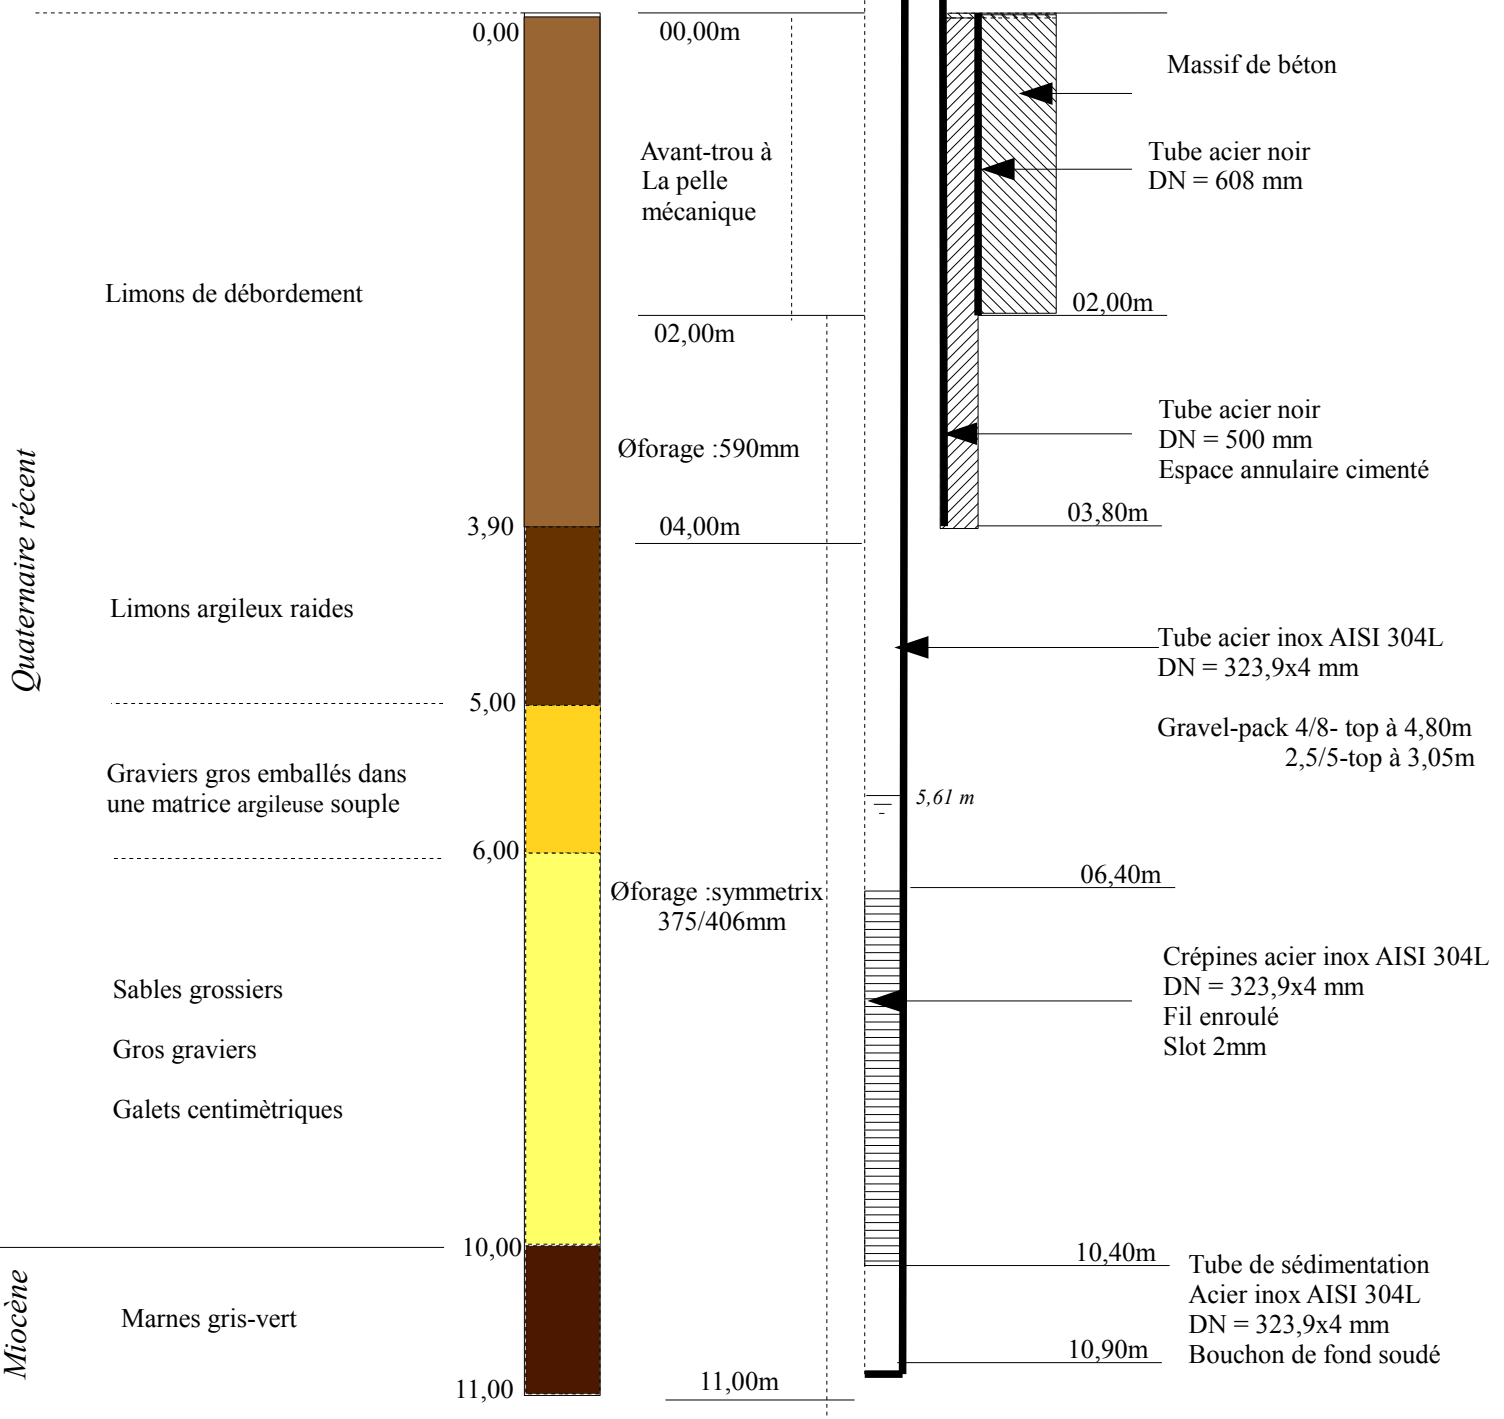 Quaternaire récent
Miocène
Limons de débordement
Limons argileux raides
Graviers gros emballés dans
une matrice argileuse souple
Sables grossiers
Gros graviers
Galets centimètriques
Marnes gris-vert
0,00
3,90
5,00
6,00
10,00
11,00
00,00m
Avant-trou à
La pelle
mécanique
02,00m
Øforage :590mm
04,00m
Øforage :symmetrix
375/406mm
11,00m
Massif de béton
Tube acier noir
DN = 608 mm
02,00m
Tube acier noir
DN = 500 mm
Espace annulaire cimenté
03,80m
Tube acier inox AISI 304L
DN = 323,9x4 mm
Gravel-pack 4/8- top à 4,80m
2,5/5-top à 3,05m
5,61 m
06,40m
Crépines acier inox AISI 304L
DN = 323,9x4 mm
Fil enroulé
Slot 2mm
10,40m
Tube de sédimentation
Acier inox AISI 304L
DN = 323,9x4 mm
Bouchon de fond soudé
10,90m